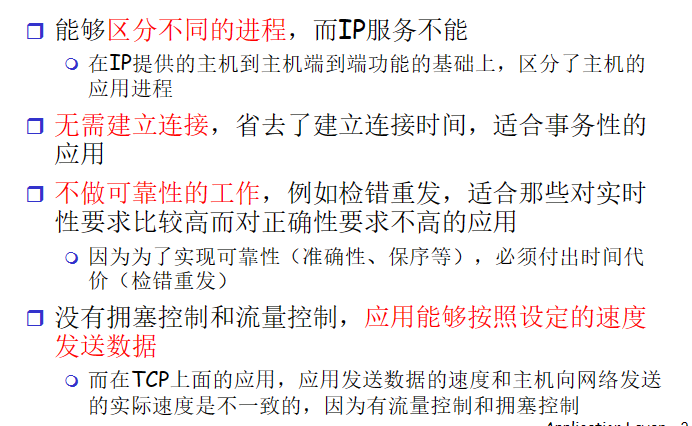 能够区分不同的进程，而IP服务不能
在IP提供的主机到主机端到端功能的基础上，区分了主机的
应用进程
无需建立连接，省去了建立连接时间，适合事务性的
应用
不做可靠性的工作，例如检错重发，适合那些对实时
性要求比较高而对正确性要求不高的应用
因为为了实现可靠性（准确性、保序等），必须付出时间代
价（检错重发）
没有拥塞控制和流量控制，应用能够按照设定的速度
发送数据
而在TCP上面的应用，应用发送数据的速度和主机向网络发送
的实际速度是不一致的，因为有流量控制和拥塞控制